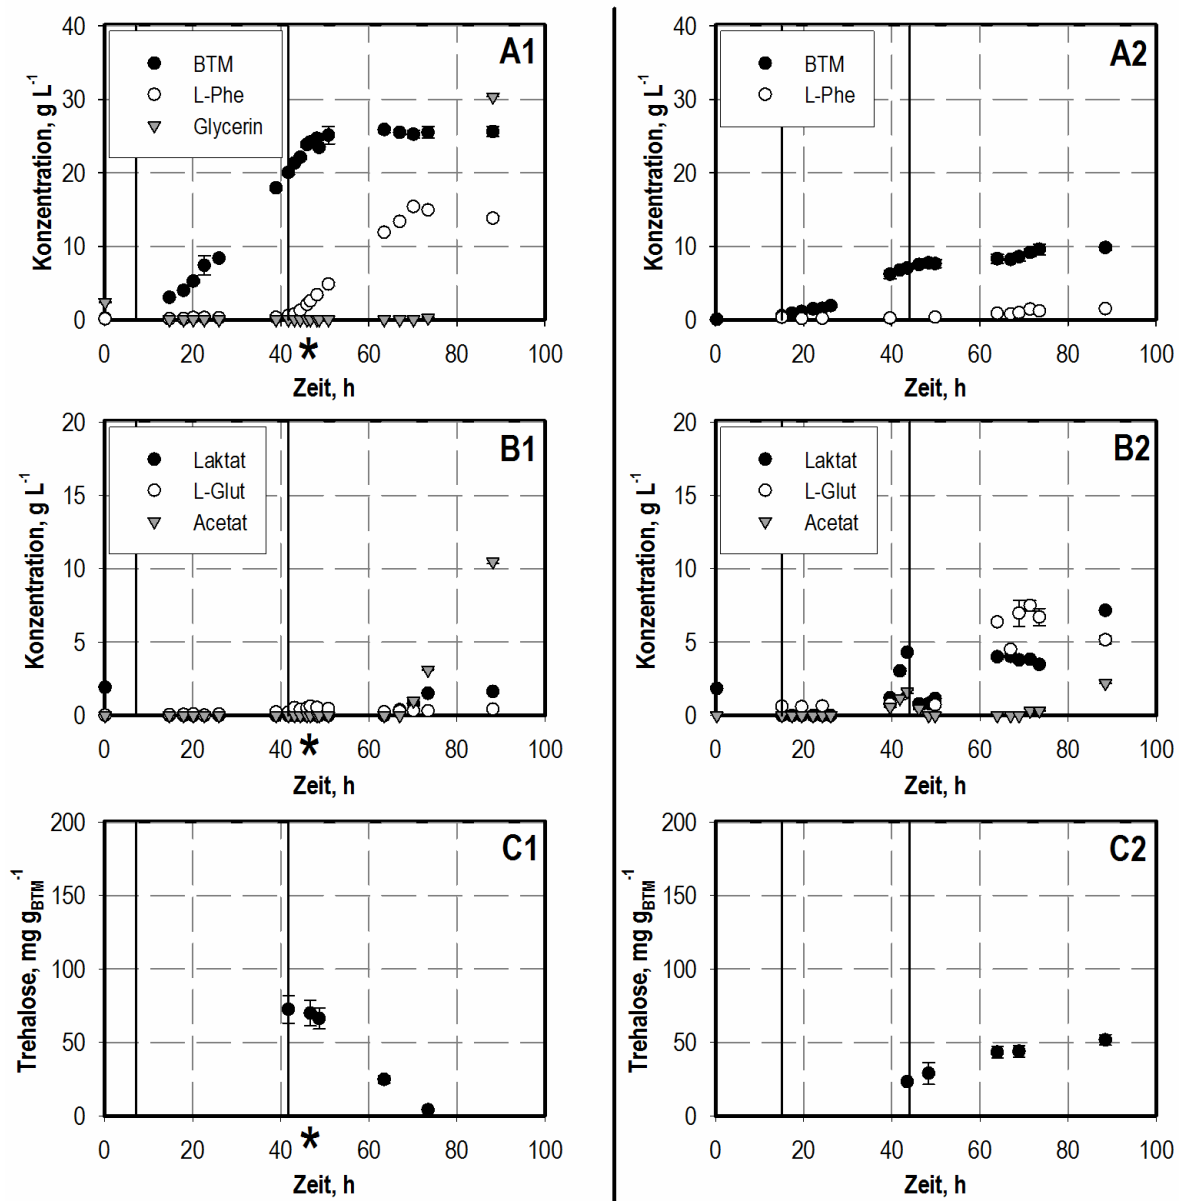 A1
BTM
L-Phe
Glycerin
Konzentration, g L⁻¹
40
30
20
10
0
0 20 40 60 80 100
*
Zeit, h
A2
BTM
L-Phe
Konzentration, g L⁻¹
40
30
20
10
0
0 20 40 60 80 100
Zeit, h
B1
Laktat
L-Glut
Acetat
Konzentration, g L⁻¹
20
15
10
5
0
0 20 40 60 80 100
*
Zeit, h
B2
Laktat
L-Glut
Acetat
Konzentration, g L⁻¹
20
15
10
5
0
0 20 40 60 80 100
Zeit, h
C1
Trehalose, mg g_BTM⁻¹
200
150
100
50
0
0 20 40 60 80 100
*
Zeit, h
C2
Trehalose, mg g_BTM⁻¹
200
150
100
50
0
0 20 40 60 80 100
Zeit, h